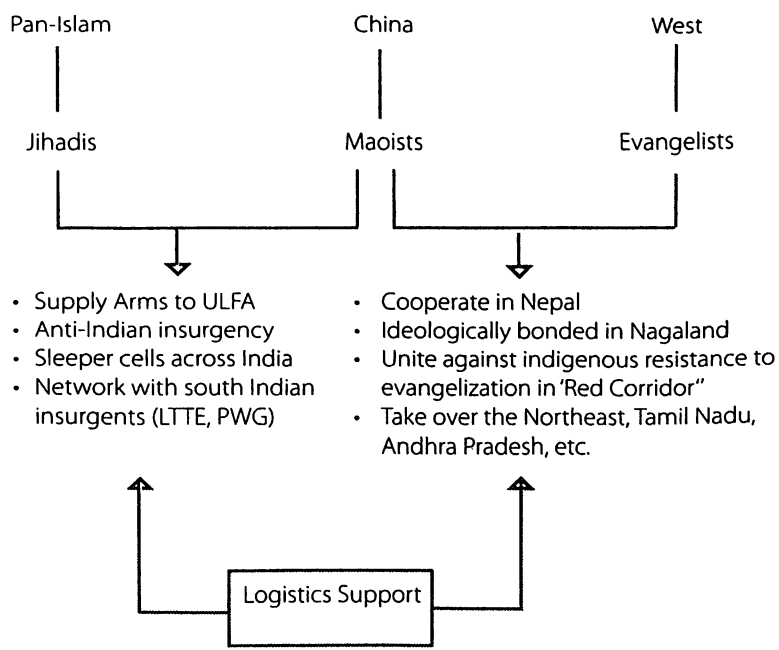 Pan-Islam
China
West
Jihadis
Maoists
Evangelists
• Supply Arms to ULFA
• Anti-Indian insurgency
• Sleeper cells across India
• Network with south Indian
insurgents (LTTE, PWG)
• Cooperate in Nepal
• Ideologically bonded in Nagaland
• Unite against indigenous resistance to
evangelization in 'Red Corridor"
• Take over the Northeast, Tamil Nadu,
Andhra Pradesh, etc.
Logistics Support